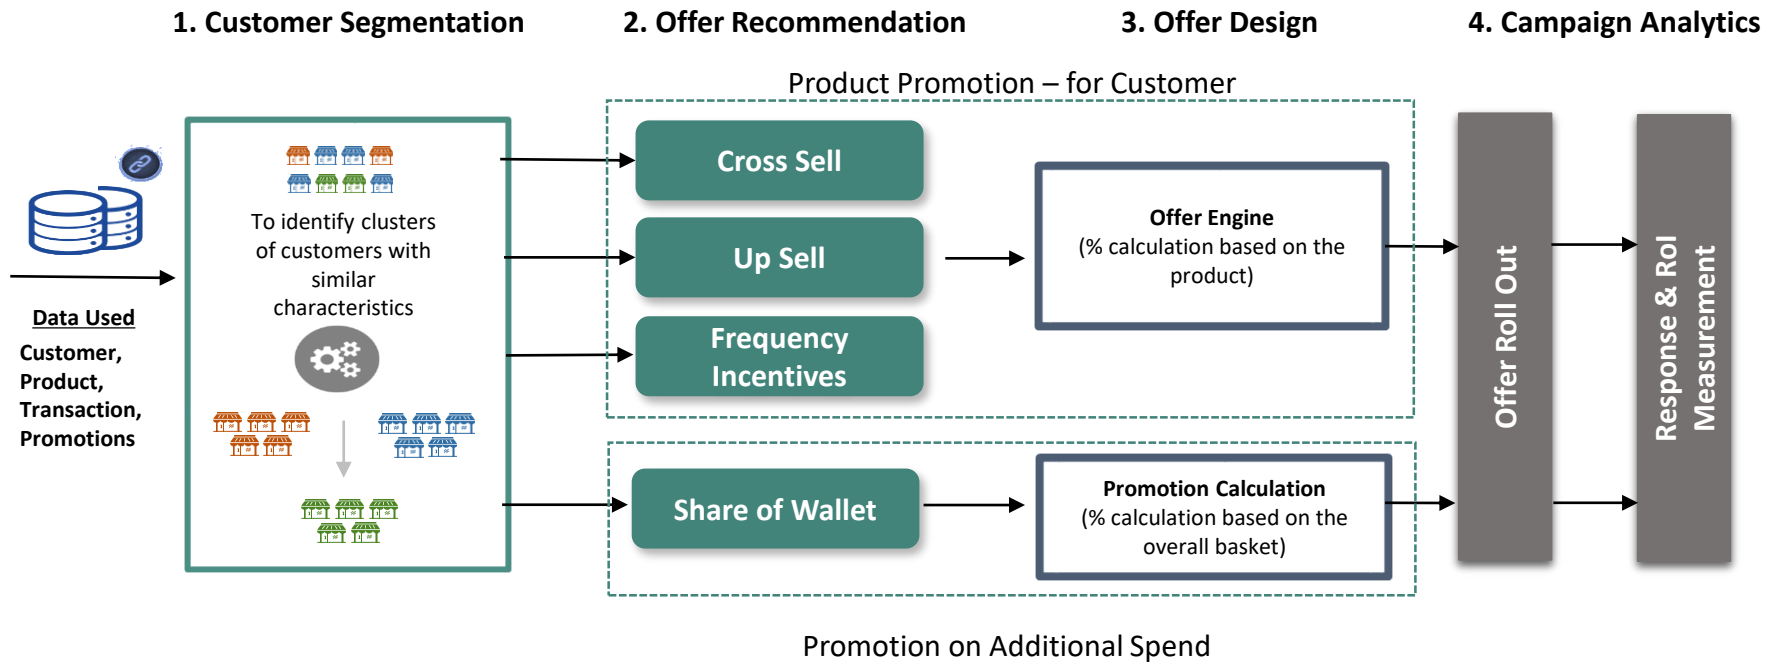 1. Customer Segmentation
2. Offer Recommendation
3. Offer Design
4. Campaign Analytics
Product Promotion – for Customer
Data Used
Customer,
Product,
Transaction,
Promotions
To identify clusters
of customers with
similar
characteristics
Cross Sell
Up Sell
Frequency
Incentives
Offer Engine
(% calculation based on the
product)
Share of Wallet
Promotion Calculation
(% calculation based on the
overall basket)
Offer Roll Out
Response & RoI
Measurement
Promotion on Additional Spend